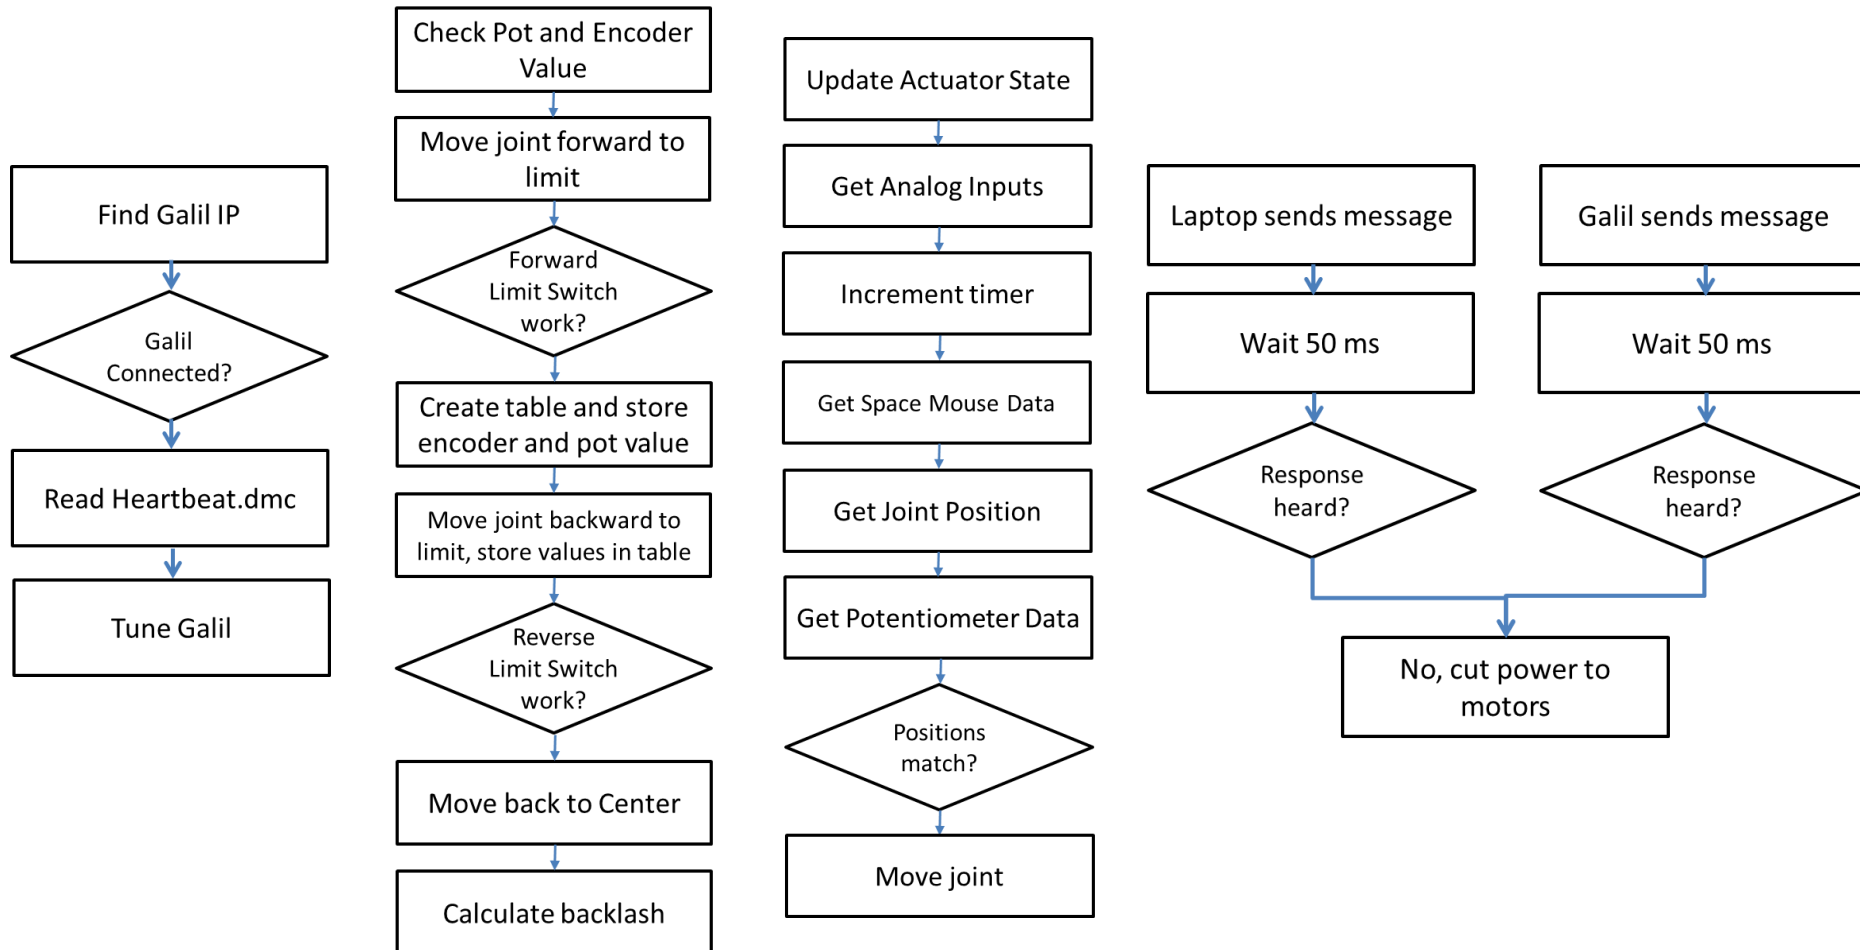 Find Galil IP
Galil
Connected?
Read Heartbeat.dmc
Tune Galil
Check Pot and Encoder
Value
Move joint forward to
limit
Forward
Limit Switch
work?
Create table and store
encoder and pot value
Move joint backward to
limit, store values in table
Reverse
Limit Switch
work?
Move back to Center
Calculate backlash
Update Actuator State
Get Analog Inputs
Increment timer
Get Space Mouse Data
Get Joint Position
Get Potentiometer Data
Positions
match?
Move joint
Laptop sends message
Wait 50 ms
Response
heard?
Galil sends message
Wait 50 ms
Response
heard?
No, cut power to
motors